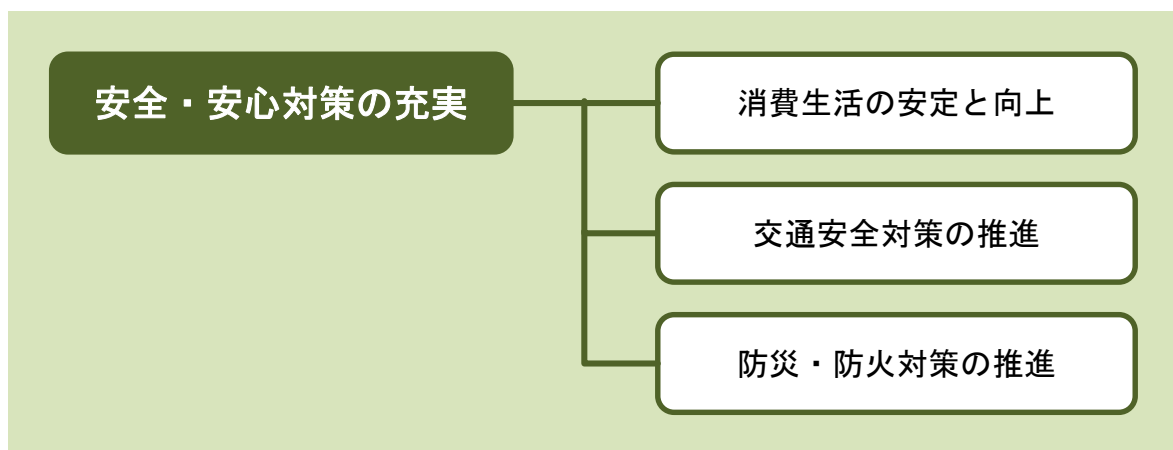 安全・安心対策の充実
消費生活の安定と向上
交通安全対策の推進
防災・防火対策の推進